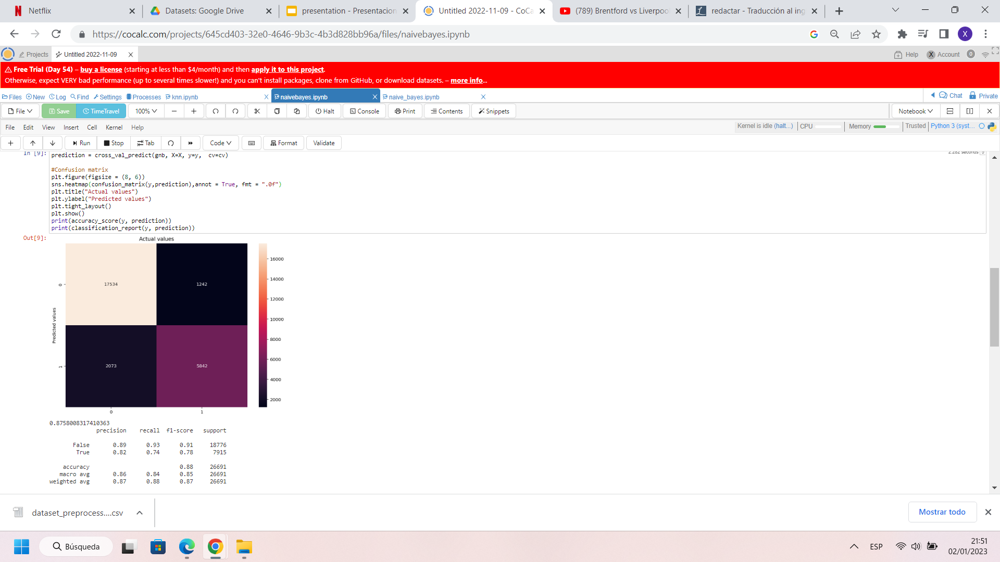 Netflix
Datasets: Google Drive
presentation - Presentacion
Untitled 2022-11-09 - CoCa
(789) Brentford vs Liverpoo
redactar - Traducción al ing
https://cocalc.com/projects/645cd403-32e0-4646-9b3c-4b3d828bb96a/files/naivebayes.ipynb
X
Projects
Untitled 2022-11-09
Help
X Account
0
Free Trial (Day 54) – buy a license (starting at less than $4/month) and then apply it to this project.
Otherwise, expect VERY bad performance (up to several times slower!) and you can't install packages, clone from GitHub, or download datasets. – more info...
Files New Log Find Settings Processes knn.ipynb naivebayes.ipynb naive_bayes.ipynb Chat Private
File Save TimeTravel 100% Halt Console Print Contents Snippets Notebook
File Edit View Insert Cell Kernel Help Kernel is idle (halt...) CPU Memory Trusted Python 3 (syst...
Run Stop Tab Code Format Validate
In [9]:
prediction = cross_val_predict(gnb, X=X, y=y,  cv=cv)
2.282 seconds 5
#Confusion matrix
plt.figure(figsize = (8, 6))
sns.heatmap(confusion_matrix(y,prediction),annot = True, fmt = ".0f")
plt.title("Actual values")
plt.ylabel("Predicted values")
plt.tight_layout()
plt.show()
print(accuracy_score(y, prediction))
print(classification_report(y, prediction))
Out[9]:
Actual values
16000
14000
12000
10000
8000
6000
4000
2000
0
17534
1242
Predicted values
1
2073
5842
0
1
0.8758008317410363
precision recall f1-score support
False 0.89 0.93 0.91 18776
True 0.82 0.74 0.78 7915
accuracy 0.88 26691
macro avg 0.86 0.84 0.85 26691
weighted avg 0.87 0.88 0.87 26691
dataset_preprocess....csv
Mostrar todo
Búsqueda
ESP
21:51
02/01/2023